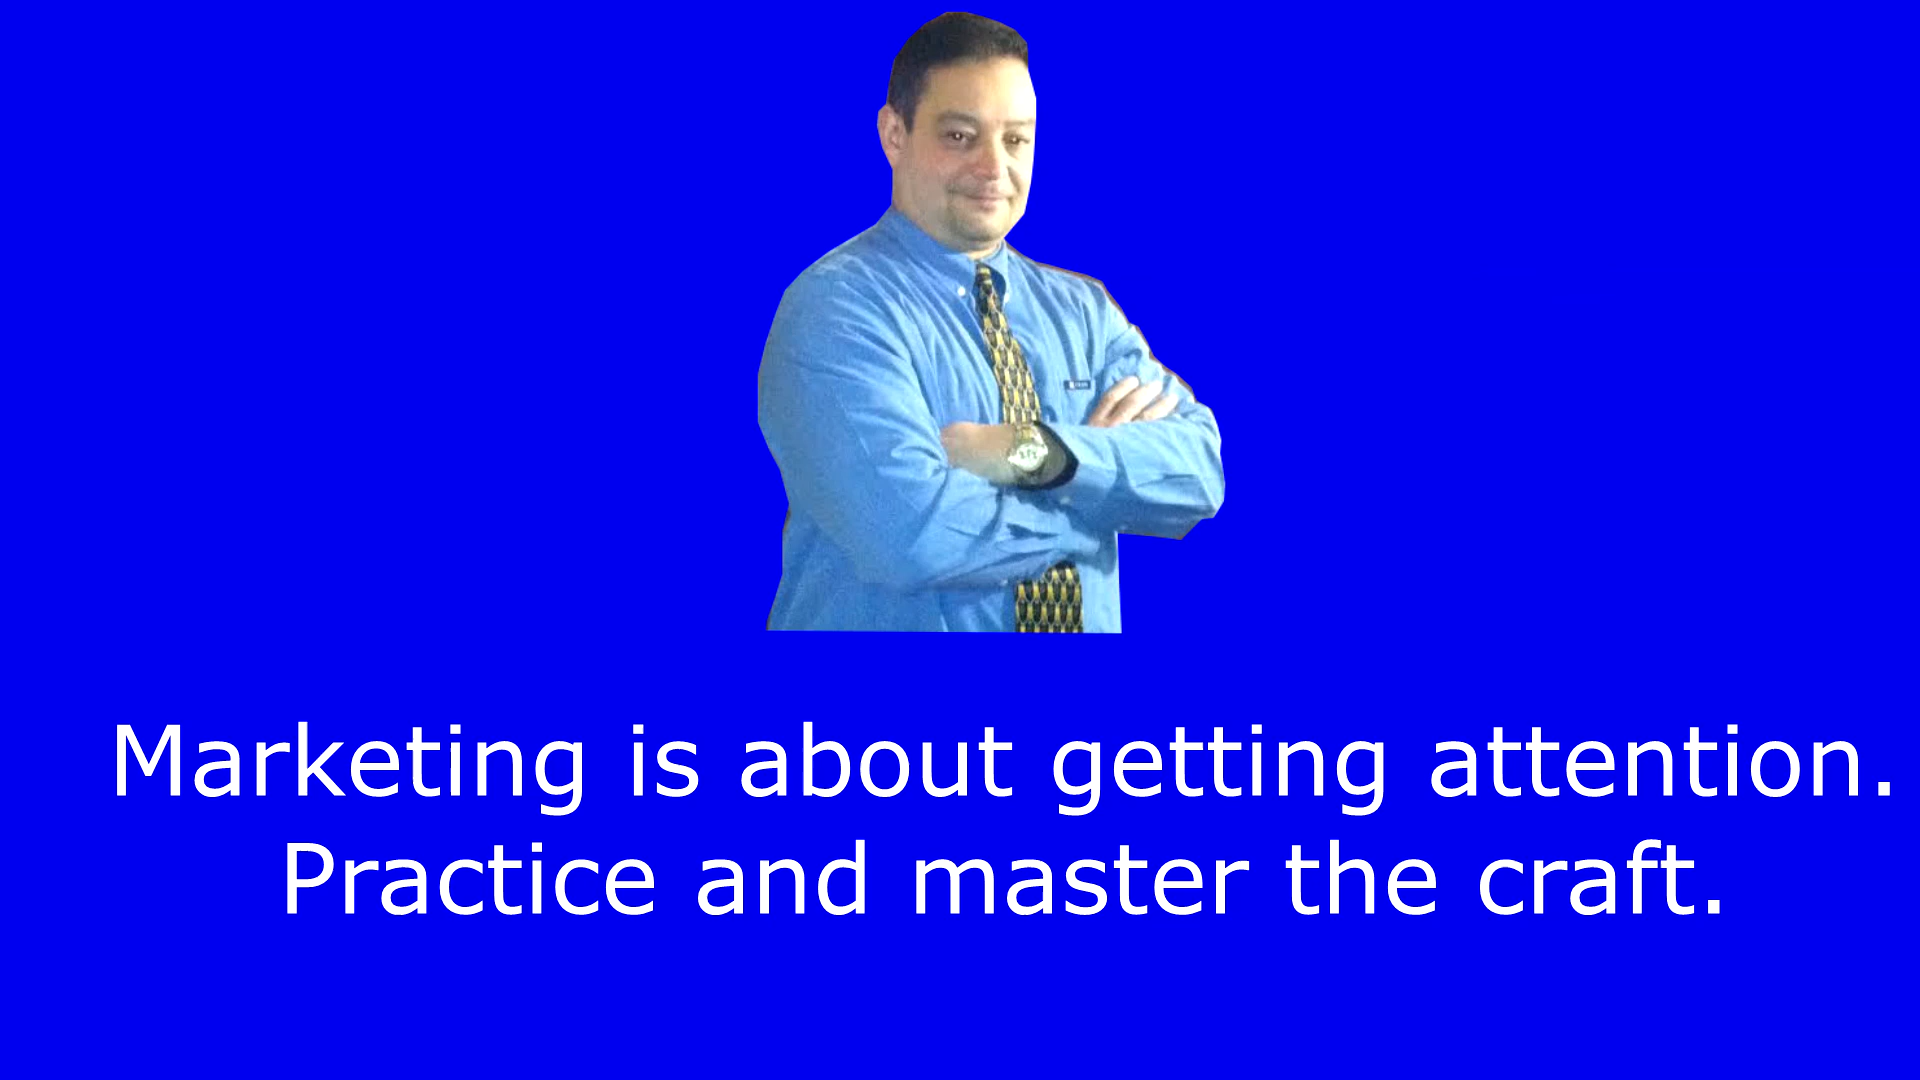 Marketing is about getting attention.
Practice and master the craft.